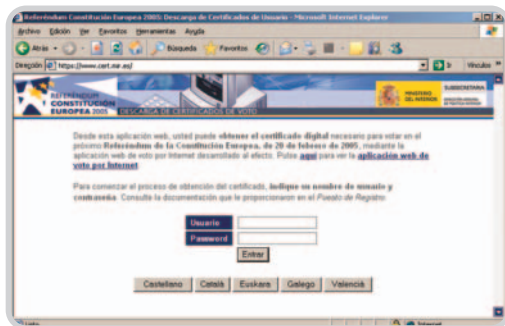 Referéndum Constitución Europea 2005: Descarga de Certificados de Usuario - Microsoft Internet Explorer
Archivo Edición Ver Favoritos Herramientas Ayuda
Atrás Búsqueda Favoritos
Dirección https://www.cert.mir.es/ Ir Vínculos
REFERÉNDUM
CONSTITUCIÓN
EUROPEA 2005
DESCARGA DE CERTIFICADOS DE VOTO
MINISTERIO
DEL INTERIOR
SUBSECRETARÍA
Desde esta aplicación web, usted puede obtener el certificado digital necesario para votar en el
próximo Referéndum de la Constitución Europea, de 20 de febrero de 2005, mediante la
aplicación web de voto por Internet desarrollado al efecto. Pulse aquí para ver la aplicación web de
voto por Internet.
Para comenzar el proceso de obtención del certificado, indique su nombre de usuario y
contraseña. Consulte la documentación que le proporcionaron en el Puesto de Registro.
Usuario
Password
Entrar
Castellano Català Euskara Galego Valencià
Listo Internet